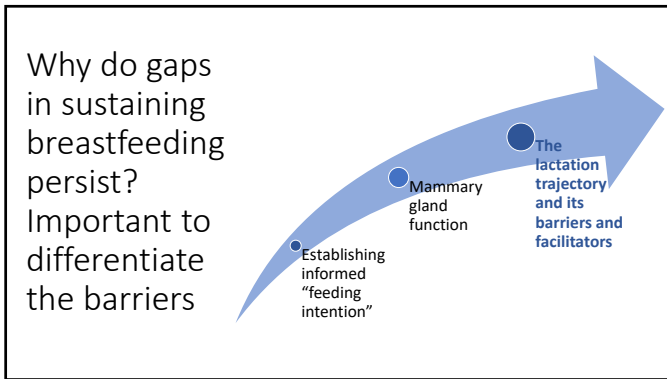 Why do gaps
in sustaining
breastfeeding
persist?
Important to
differentiate
the barriers
Establishing
informed
“feeding
intention”
Mammary
gland
function
The
lactation
trajectory
and its
barriers and
facilitators